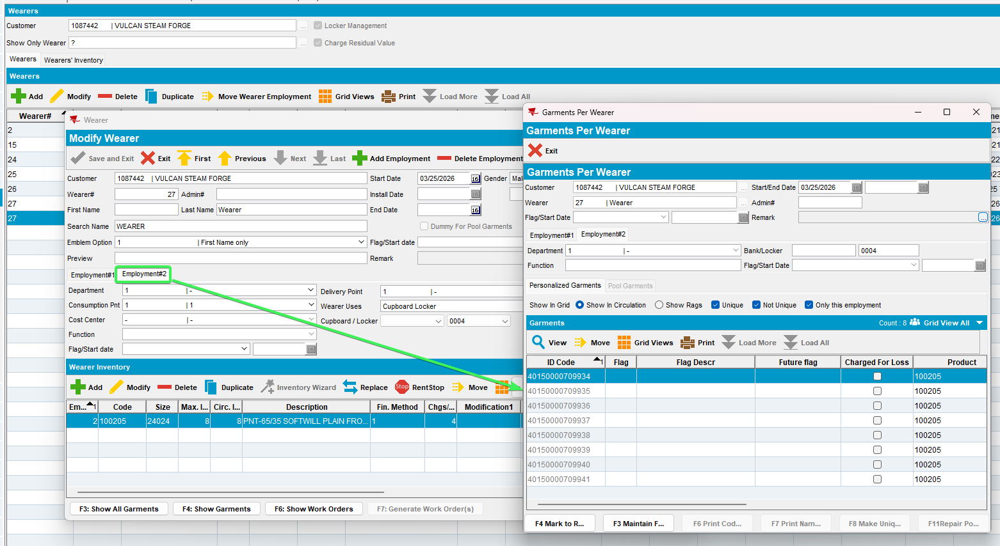 Wearers
Customer 1087442 | VULCAN STEAM FORGE ... Locker Management
Show Only Wearer ? ... Charge Residual Value
Wearers Wearers' Inventory
Wearers
Add Modify Delete Duplicate Move Wearer Employment Grid Views Print Load More Load All
Wearer#
2
15
24
25
26
27
27
Wearer
Modify Wearer
Save and Exit Exit First Previous Next Last Add Employment Delete Employment
Customer 1087442 | VULCAN STEAM FORGE Start Date 03/25/2026 16 Gender Mal
Wearer# 27 Admin# Install Date 16
First Name Last Name Wearer End Date 16
Search Name WEARER Dummy For Pool Garments
Emblem Option 1 | First Name only Flag/Start date
Preview Remark
Employment#1 Employment#2
Department 1 | - Delivery Point 1 | -
Consumption Pnt 1 | 1 Wearer Uses Cupboard Locker
Cost Center - | - Cupboard / Locker 0004
Function
Flag/Start date 16
Wearer Inventory
Add Modify Delete Duplicate Inventory Wizard Replace Stop RentStop Move
Em... 1 Code Size Max. I... Circ. I... Description Fin. Method Chgs/... Modification1
2 100205 24024 8 8 PNT-65/35 SOFTWILL PLAIN FRO... 1 4
F3: Show All Garments F4: Show Garments F6: Show Work Orders F7: Generate Work Order(s)
Garments Per Wearer
Garments Per Wearer
Exit
Garments Per Wearer
Customer 1087442 | VULCAN STEAM FORGE ... Start/End Date 03/25/2026 16 16
Wearer 27 | Wearer ... Admin#
Flag/Start Date 16 Remark ...
Employment#1 Employment#2
Department 1 | - Bank/Locker 0004
Function Flag/Start Date 16
Personalized Garments Pool Garments
Show In Grid Show In Circulation Show Rags Unique Not Unique Only this employment
Garments Count : 8 Grid View All
View Move Grid Views Print Load More Load All
ID Code 1 Flag Flag Descr Future flag Charged For Loss Product
40150000709934 100205
40150000709935 100205
40150000709936 100205
40150000709937 100205
40150000709938 100205
40150000709939 100205
40150000709940 100205
40150000709941 100205
F4 Mark to R... F3 Maintain F... F6 Print Cod... F7 Print Nam... F8 Make Uniq... F11Repair Po...